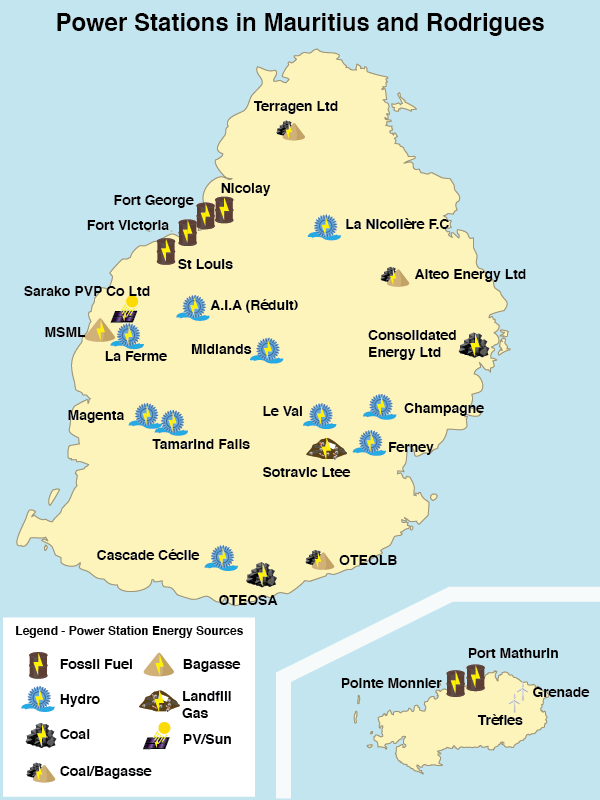 Power Stations in Mauritius and Rodrigues
Terragen Ltd
Nicolay
Fort George
Fort Victoria
La Nicolière F.C
St Louis
Alteo Energy Ltd
Sarako PVP Co Ltd
A.I.A (Réduit)
MSML
La Ferme
Midlands
Consolidated
Energy Ltd
Magenta
Tamarind Falls
Le Val
Champagne
Ferney
Sotravic Ltee
Cascade Cécile
OTEOLB
OTEOSA
Legend - Power Station Energy Sources
Fossil Fuel
Bagasse
Hydro
Landfill
Gas
Coal
PV/Sun
Coal/Bagasse
Port Mathurin
Pointe Monnier
Grenade
Trèfles